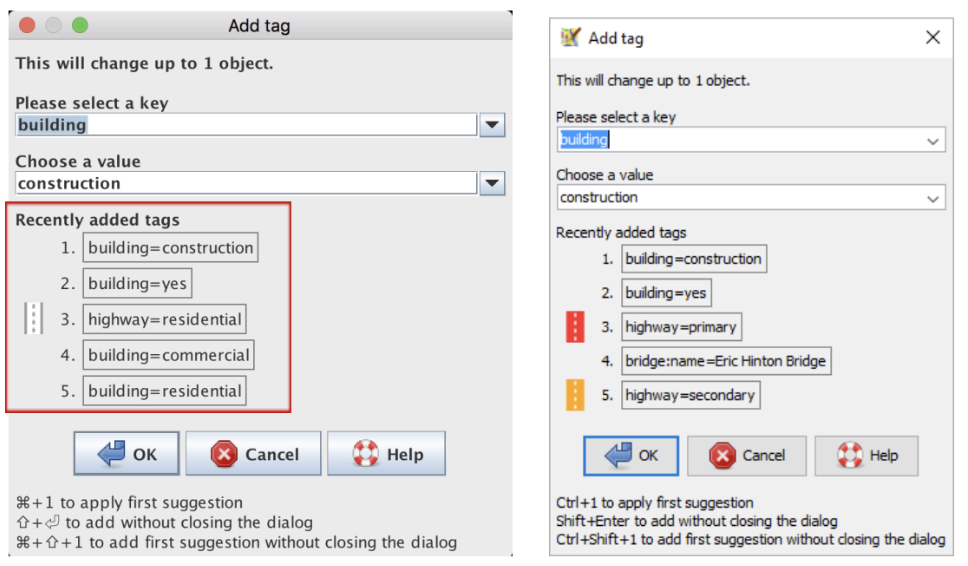 Add tag
This will change up to 1 object.
Please select a key
building
Choose a value
construction
Recently added tags
1. building=construction
2. building=yes
3. highway=residential
4. building=commercial
5. building=residential
OK Cancel Help
⌘+1 to apply first suggestion
⇧+⏎ to add without closing the dialog
⌘+⇧+1 to add first suggestion without closing the dialog
Add tag
This will change up to 1 object.
Please select a key
building
Choose a value
construction
Recently added tags
1. building=construction
2. building=yes
3. highway=primary
4. bridge:name=Eric Hinton Bridge
5. highway=secondary
OK Cancel Help
Ctrl+1 to apply first suggestion
Shift+Enter to add without closing the dialog
Ctrl+Shift+1 to add first suggestion without closing the dialog